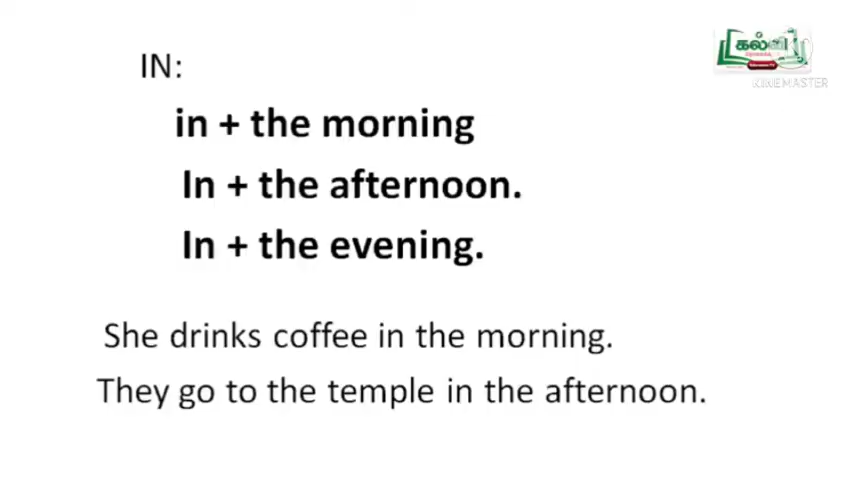 IN:
கல்வி
KINEMASTER
in + the morning
In + the afternoon.
In + the evening.
She drinks coffee in the morning.
They go to the temple in the afternoon.